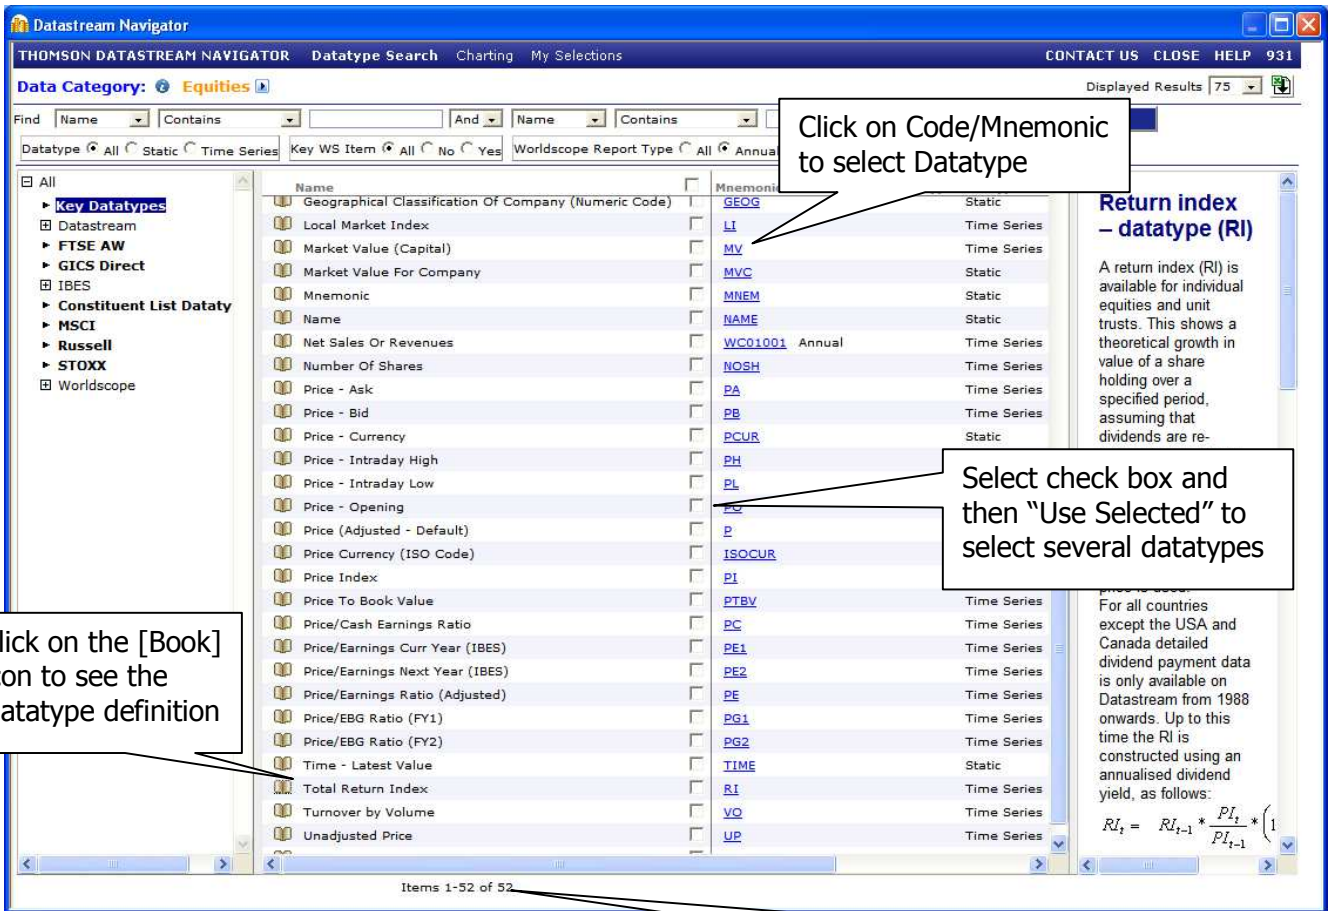 Datastream Navigator
THOMSON DATASTREAM NAVIGATOR Datatype Search Charting My Selections CONTACT US CLOSE HELP 931
Data Category: Equities Displayed Results 75
Find Name Contains And Name Contains
Datatype All Static Time Series Key WS Item All No Yes Worldscope Report Type All Annual
Click on Code/Mnemonic
to select Datatype
All
Key Datatypes
Datastream
FTSE AW
GICS Direct
IBES
Constituent List Dataty
MSCI
Russell
STOXX
Worldscope
Name Mnemonic
Geographical Classification Of Company (Numeric Code) GEOG Static
Local Market Index LI Time Series
Market Value (Capital) MV Time Series
Market Value For Company MVC Static
Mnemonic MNEM Static
Name NAME Static
Net Sales Or Revenues WC01001 Annual Time Series
Number Of Shares NOSH Time Series
Price - Ask PA Time Series
Price - Bid PB Time Series
Price - Currency PCUR Static
Price - Intraday High PH
Price - Intraday Low PL
Price - Opening PO
Price (Adjusted - Default) P
Price Currency (ISO Code) ISOCUR
Price Index PI
Price To Book Value PTBV Time Series
Price/Cash Earnings Ratio PC Time Series
Price/Earnings Curr Year (IBES) PE1 Time Series
Price/Earnings Next Year (IBES) PE2 Time Series
Price/Earnings Ratio (Adjusted) PE Time Series
Price/EBG Ratio (FY1) PG1 Time Series
Price/EBG Ratio (FY2) PG2 Time Series
Time - Latest Value TIME Static
Total Return Index RI Time Series
Turnover by Volume VO Time Series
Unadjusted Price UP Time Series
Select check box and
then “Use Selected” to
select several datatypes
lick on the [Book]
on to see the
atatype definition
Return index
– datatype (RI)
A return index (RI) is
available for individual
equities and unit
trusts. This shows a
theoretical growth in
value of a share
holding over a
specified period,
assuming that
dividends are re-
price is used.
For all countries
except the USA and
Canada detailed
dividend payment data
is only available on
Datastream from 1988
onwards. Up to this
time the RI is
constructed using an
annualised dividend
yield, as follows:
RI_t = RI_{t-1} * PI_t / PI_{t-1} * (1
Items 1-52 of 52